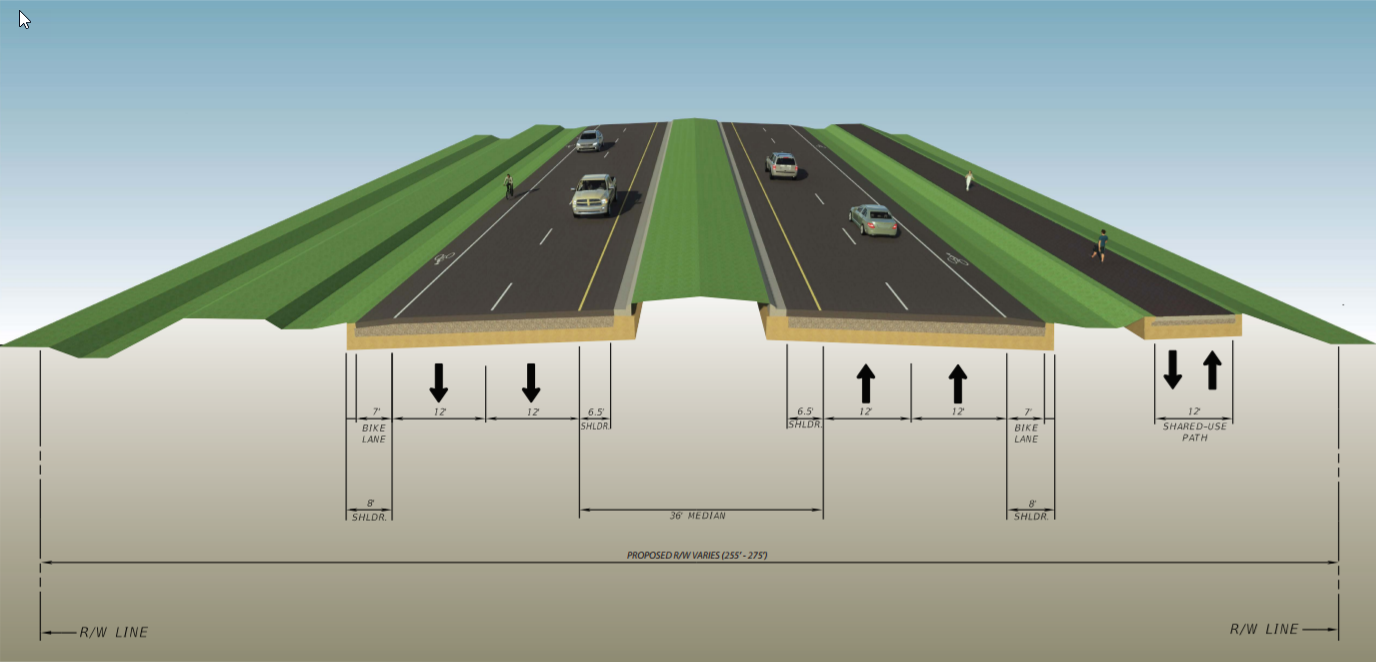 7' 12' 12' 6.5' 6.5' 12' 12' 7' 12'
BIKE LANE
SHLDR.
SHLDR.
BIKE LANE
SHARED-USE PATH
8' SHLDR.
36' MEDIAN
8' SHLDR.
PROPOSED R/W VARIES (255' - 275')
R/W LINE
R/W LINE